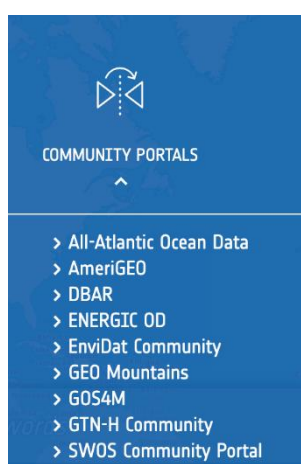 COMMUNITY PORTALS
> All-Atlantic Ocean Data
> AmeriGEO
> DBAR
> ENERGIC OD
> EnviDat Community
> GEO Mountains
> GOS4M
> GTN-H Community
> SWOS Community Portal